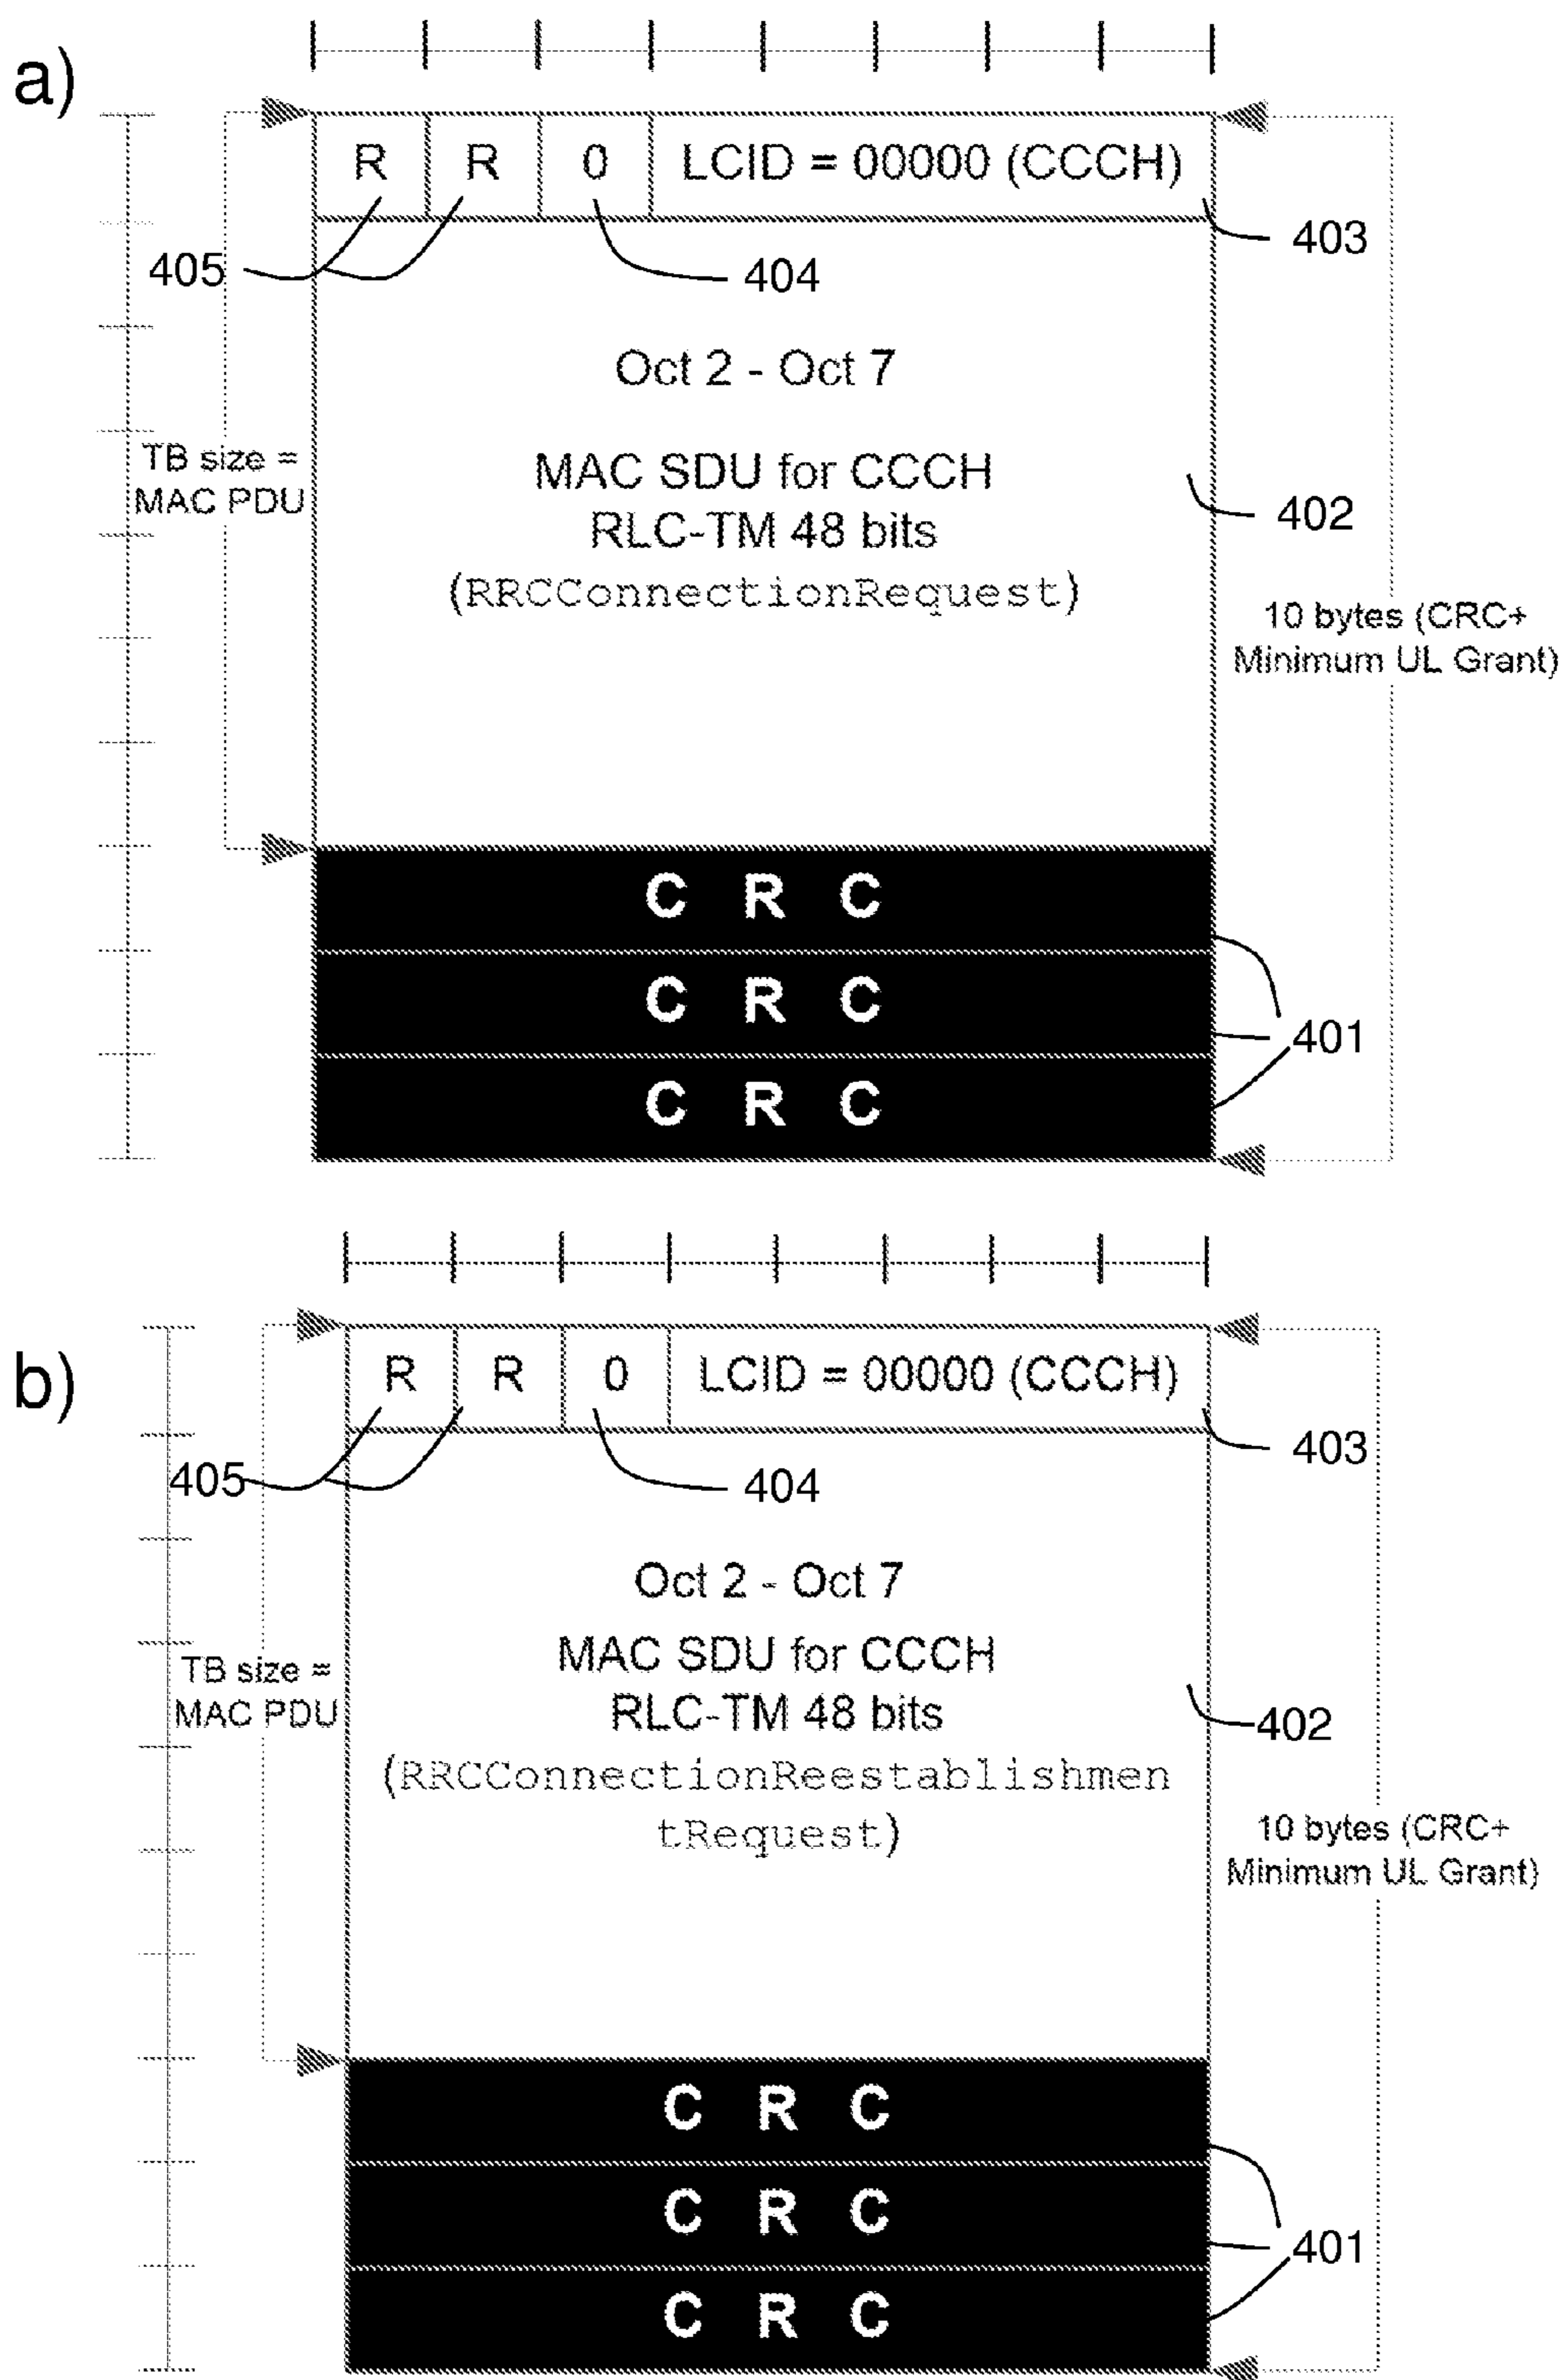 a)
R R 0 LCID = 00000 (CCCH)
403
405
404
Oct 2 - Oct 7
TB size =
MAC PDU
MAC SDU for CCCH
RLC-TM 48 bits
(RRCConnectionRequest)
402
10 bytes (CRC+
Minimum UL Grant)
C R C
C R C
C R C
401
b)
R R 0 LCID = 00000 (CCCH)
403
405
404
Oct 2 - Oct 7
MAC SDU for CCCH
TB size =
MAC PDU
RLC-TM 48 bits
402
(RRCConnectionReestablishmen
tRequest)
10 bytes (CRC+
Minimum UL Grant)
C R C
C R C
C R C
401